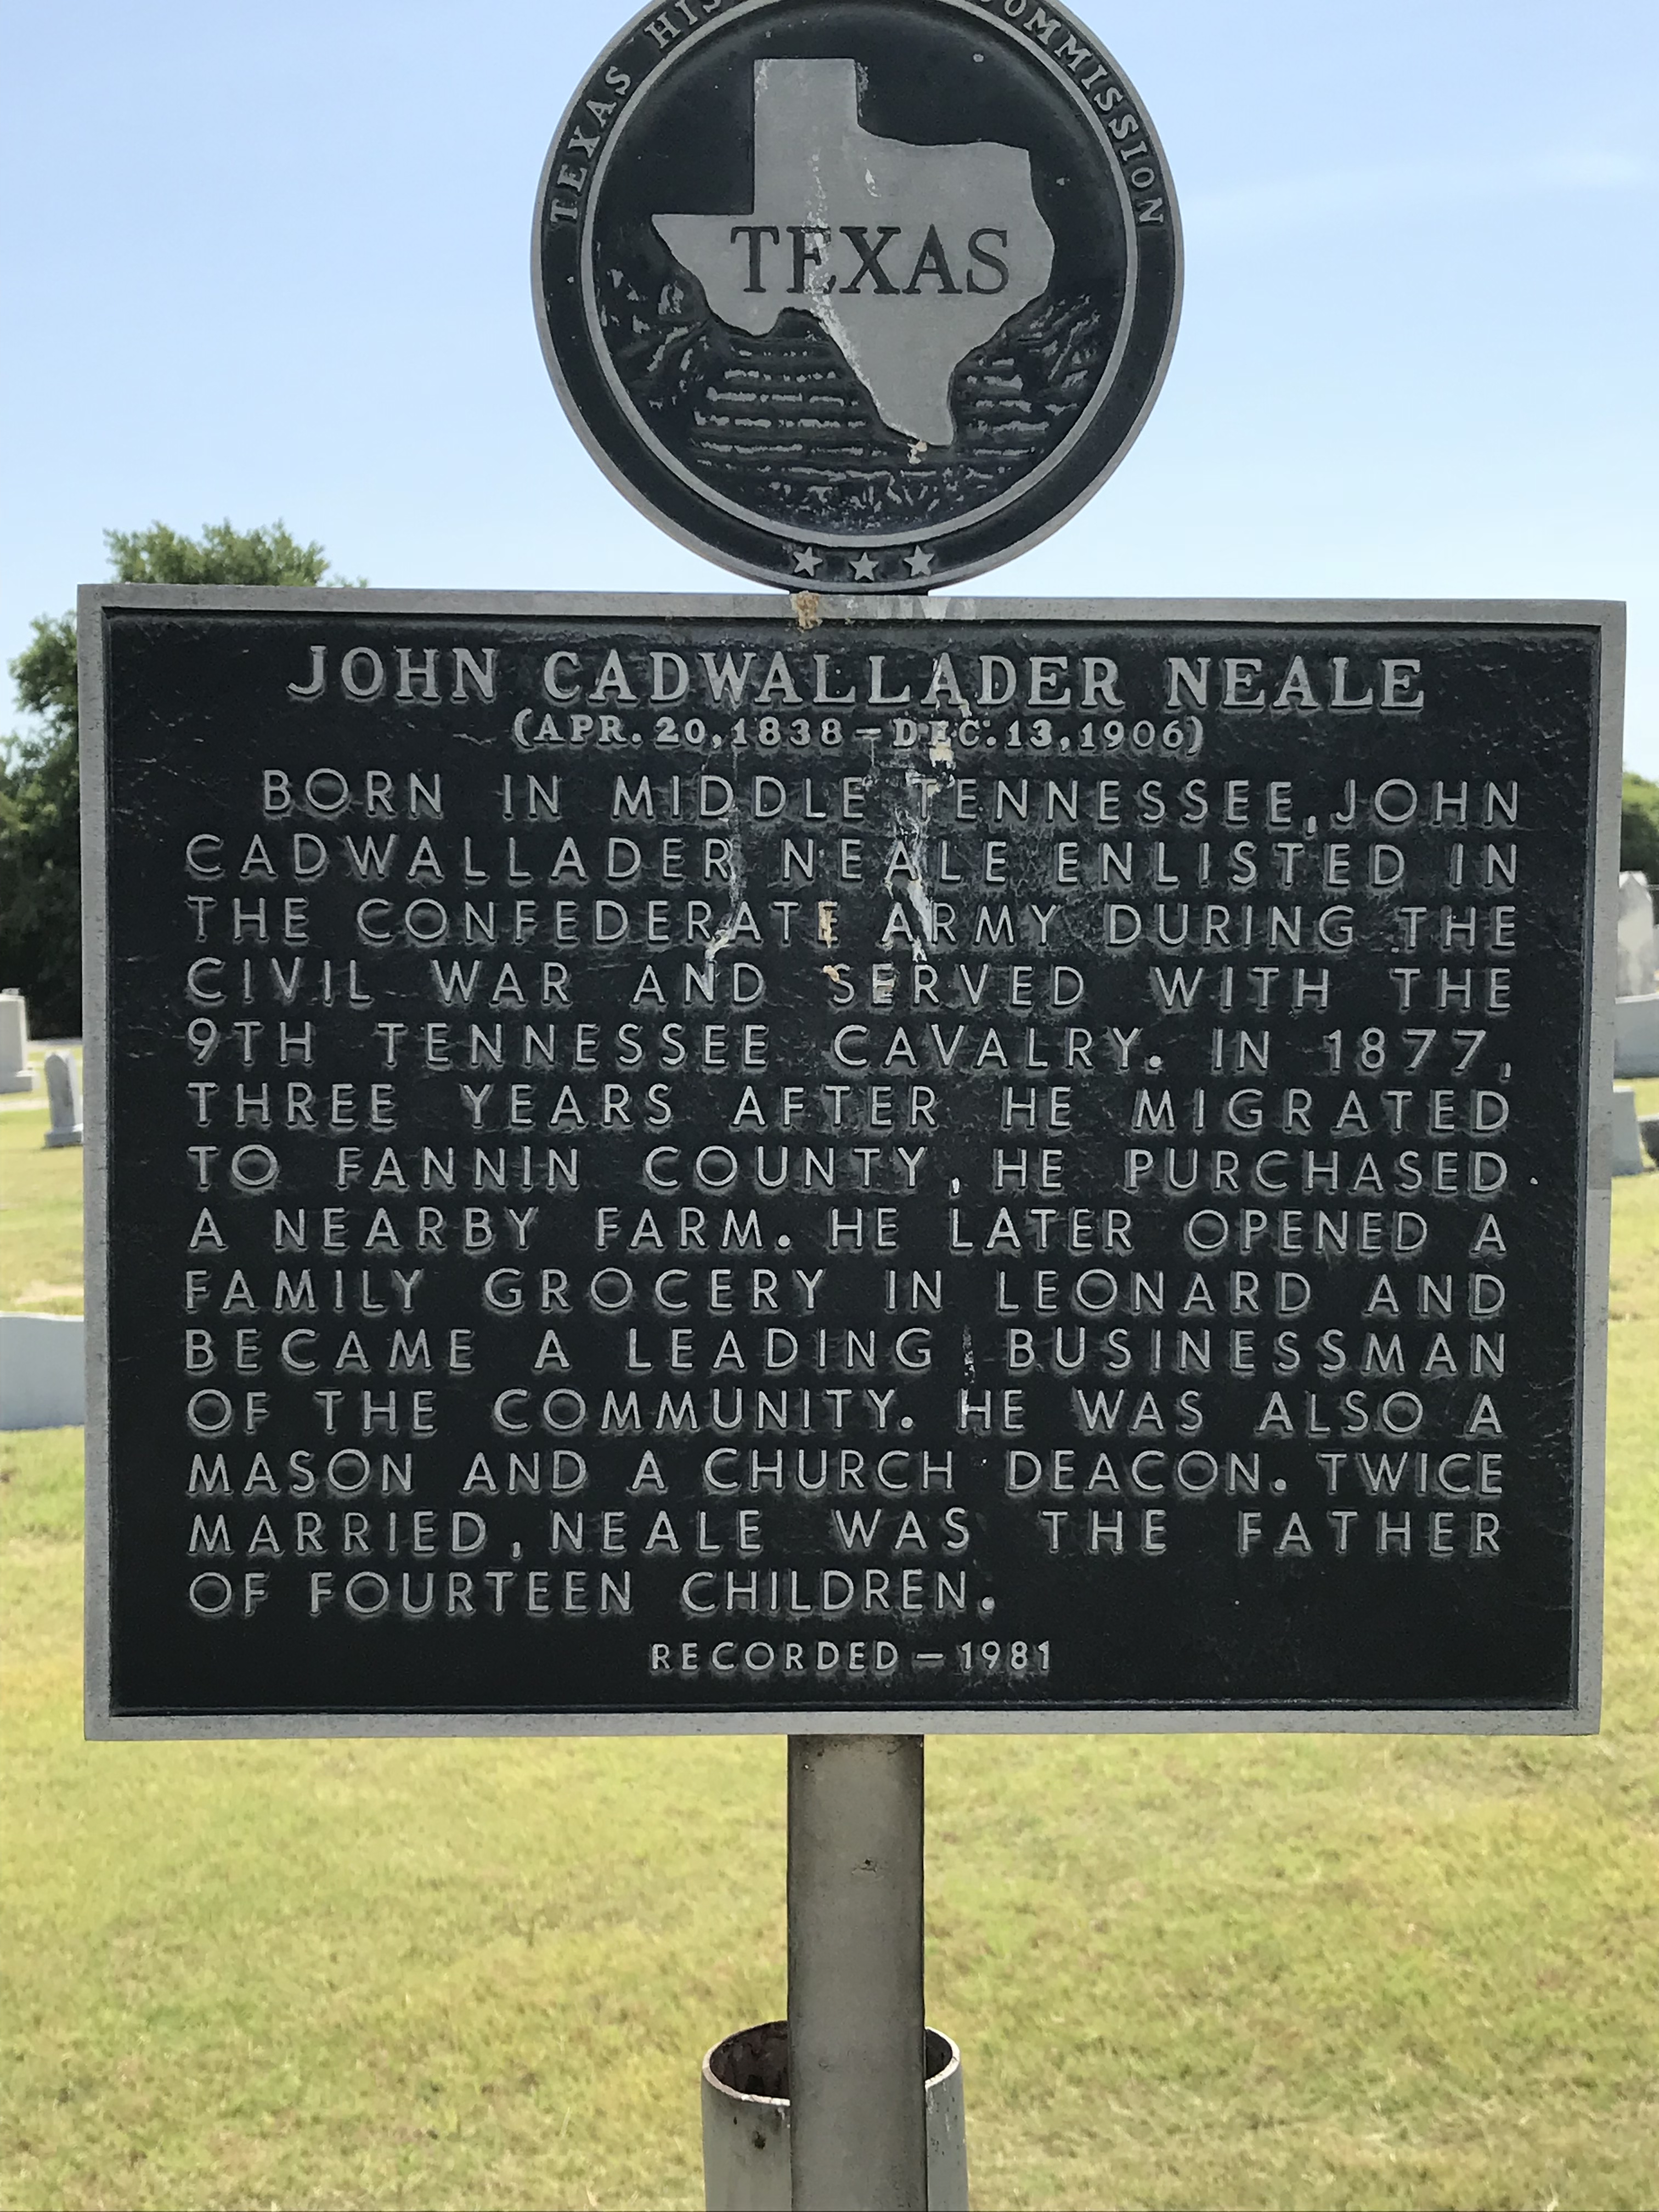 TEXAS HIS
OMMISSION
TEXAS
JOHN CADWALLADER NEALE
(APR. 20, 1838 – DEC. 13, 1906)
BORN IN MIDDLE TENNESSEE, JOHN
CADWALLADER NEALE ENLISTED IN
THE CONFEDERATE ARMY DURING THE
CIVIL WAR AND SERVED WITH THE
9TH TENNESSEE CAVALRY. IN 1877,
THREE YEARS AFTER HE MIGRATED
TO FANNIN COUNTY, HE PURCHASED
A NEARBY FARM. HE LATER OPENED A
FAMILY GROCERY IN LEONARD AND
BECAME A LEADING BUSINESSMAN
OF THE COMMUNITY. HE WAS ALSO A
MASON AND A CHURCH DEACON. TWICE
MARRIED, NEALE WAS THE FATHER
OF FOURTEEN CHILDREN.
RECORDED – 1981